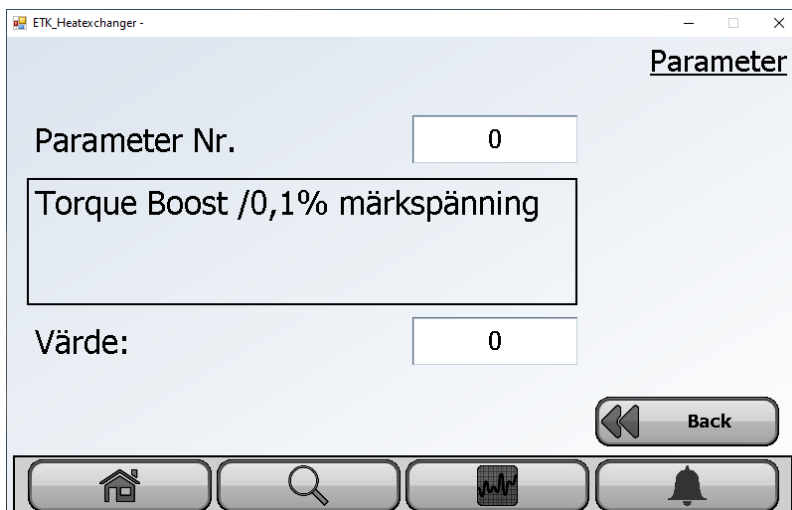 ETK_Heatexchanger -
Parameter
Parameter Nr. 0
Torque Boost /0,1% märkspänning
Värde: 0
Back